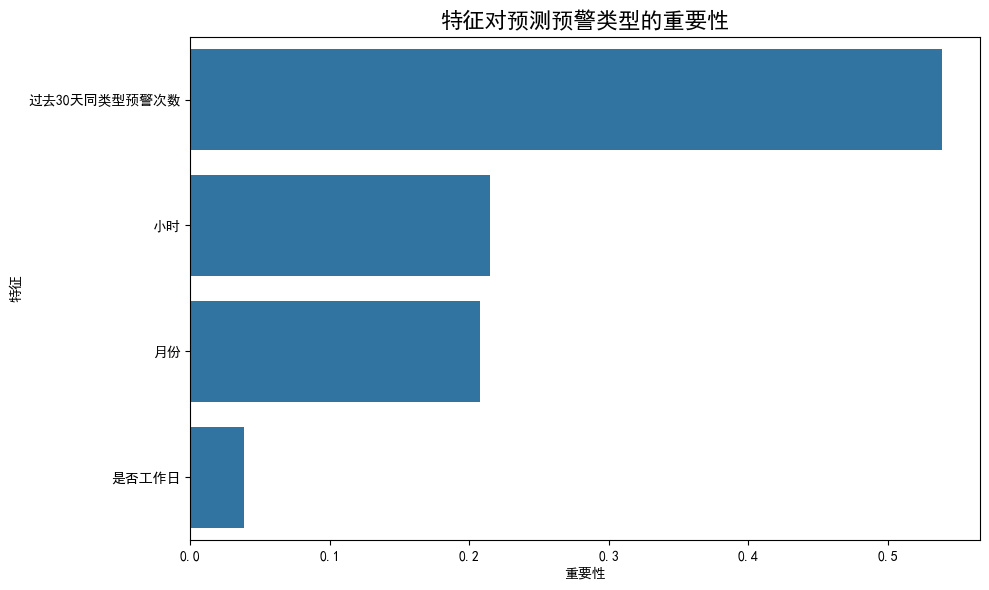 特征对预测预警类型的重要性
过去30天同类型预警次数
小时
月份
是否工作日
特征
0.0 0.1 0.2 0.3 0.4 0.5
重要性